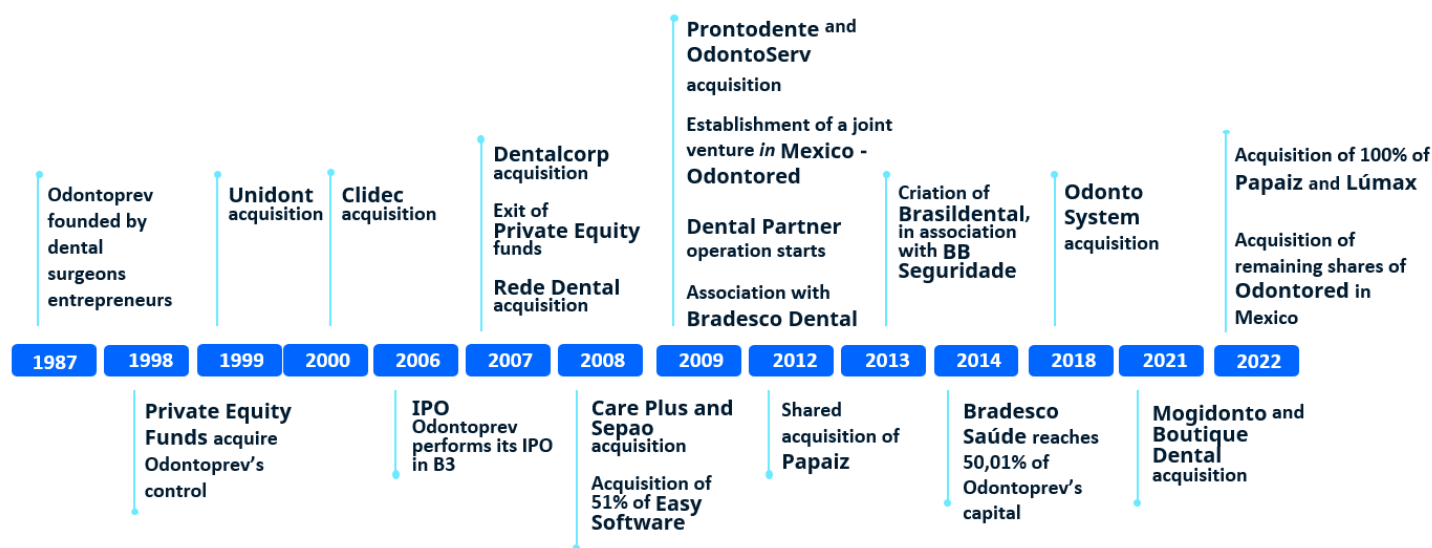 Odontoprev
founded by
dental
surgeons
entrepreneurs
Unidont
acquisition
Clidec
acquisition
Dentalcorp
acquisition
Exit of
Private Equity
funds
Rede Dental
acquisition
Prontodente and
OdontoServ
acquisition
Establishment of a joint
venture in Mexico -
Odontored
Dental Partner
operation starts
Association with
Bradesco Dental
Criation of
Brasildental,
in association
with BB
Seguridade
Odonto
System
acquisition
Acquisition of 100% of
Papaiz and Lúmax
Acquisition of
remaining shares of
Odontored in
Mexico
1987 1998 1999 2000 2006 2007 2008 2009 2012 2013 2014 2018 2021 2022
Private Equity
Funds acquire
Odontoprev’s
control
IPO
Odontoprev
performs its IPO
in B3
Care Plus and
Sepao
acquisition
Acquisition of
51% of Easy
Software
Shared
acquisition of
Papaiz
Bradesco
Saúde reaches
50,01% of
Odontoprev’s
capital
Mogidonto and
Boutique
Dental
acquisition